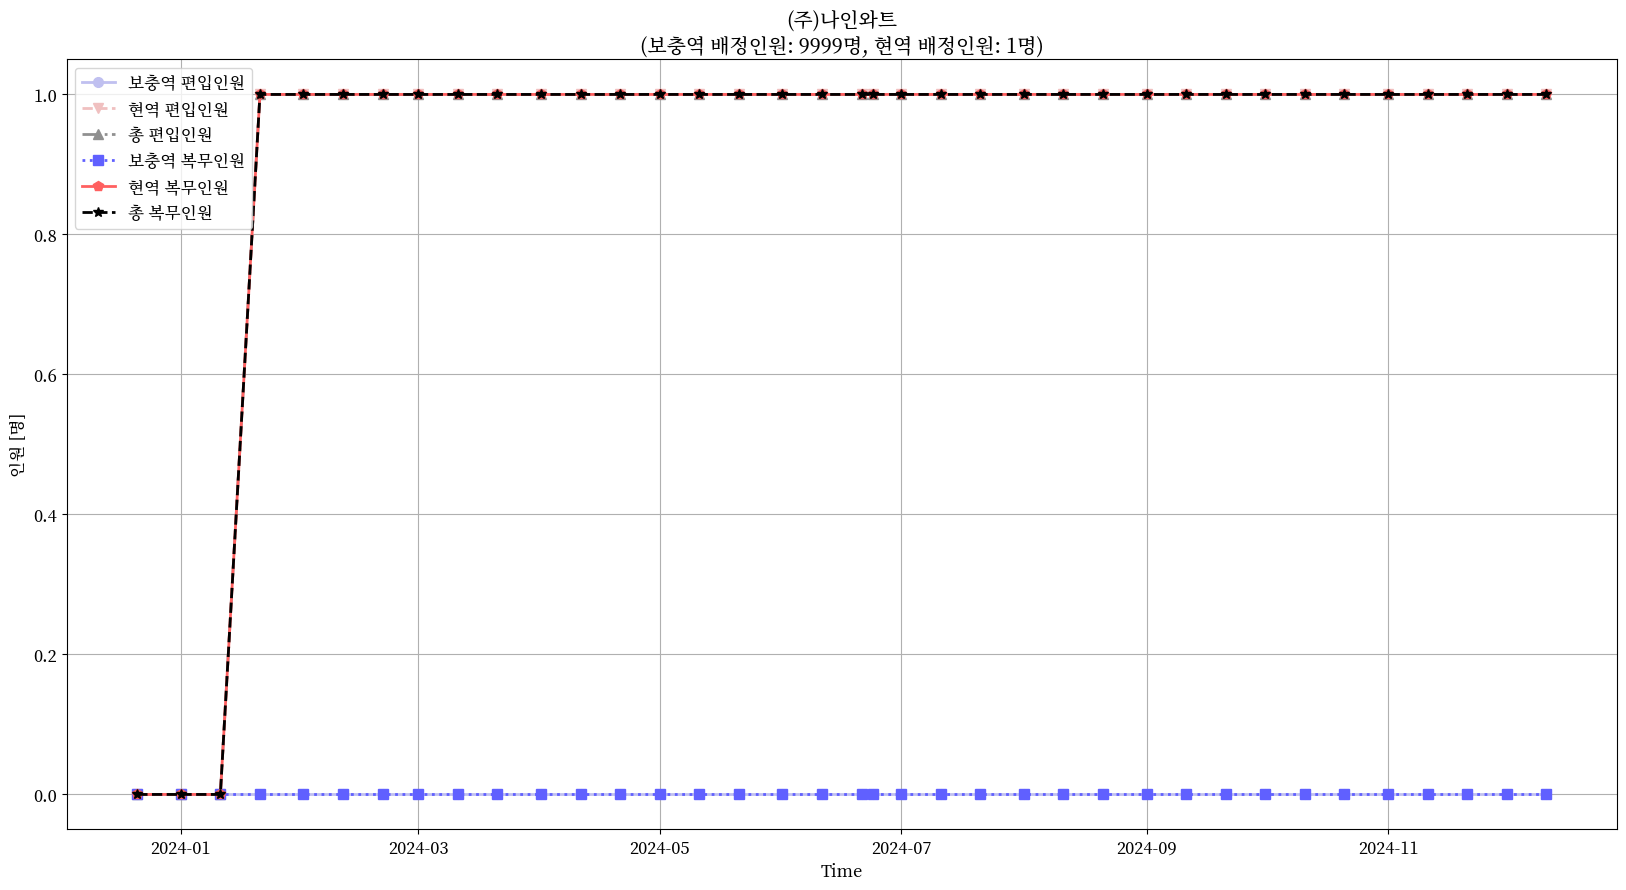 (주)나인와트
(보충역 배정인원: 9999명, 현역 배정인원: 1명)
보충역 편입인원
현역 편입인원
총 편입인원
보충역 복무인원
현역 복무인원
총 복무인원
1.0
0.8
0.6
0.4
0.2
0.0
인원 [명]
2024-01
2024-03
2024-05
2024-07
2024-09
2024-11
Time